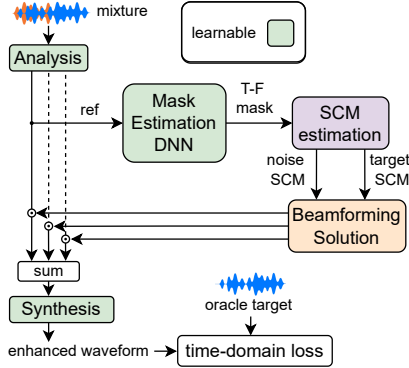 mixture
learnable
Analysis
ref
Mask
Estimation
DNN
T-F
mask
SCM
estimation
noise
SCM
target
SCM
Beamforming
Solution
sum
Synthesis
oracle target
enhanced waveform
time-domain loss